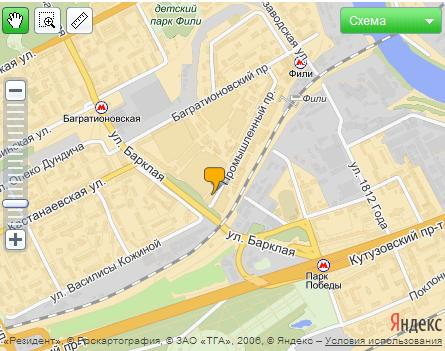 детский
парк Фили
Схема
заводская ул.
Фили
Фили
Багратионовский пр.
Багратионовская
ул. Барклая
Промышленный пр.
Олеко Дундича
Кастанаевская ул.
ул. 1812 Года
ул. Василисы Кожиной
ул. Барклая
Кутузовский пр-т
Парк
Победы
Поклонн
Яндекс
«Резидент», © Роскартография, © ЗАО «ТГА», 2006, © Яндекс – Условия использования